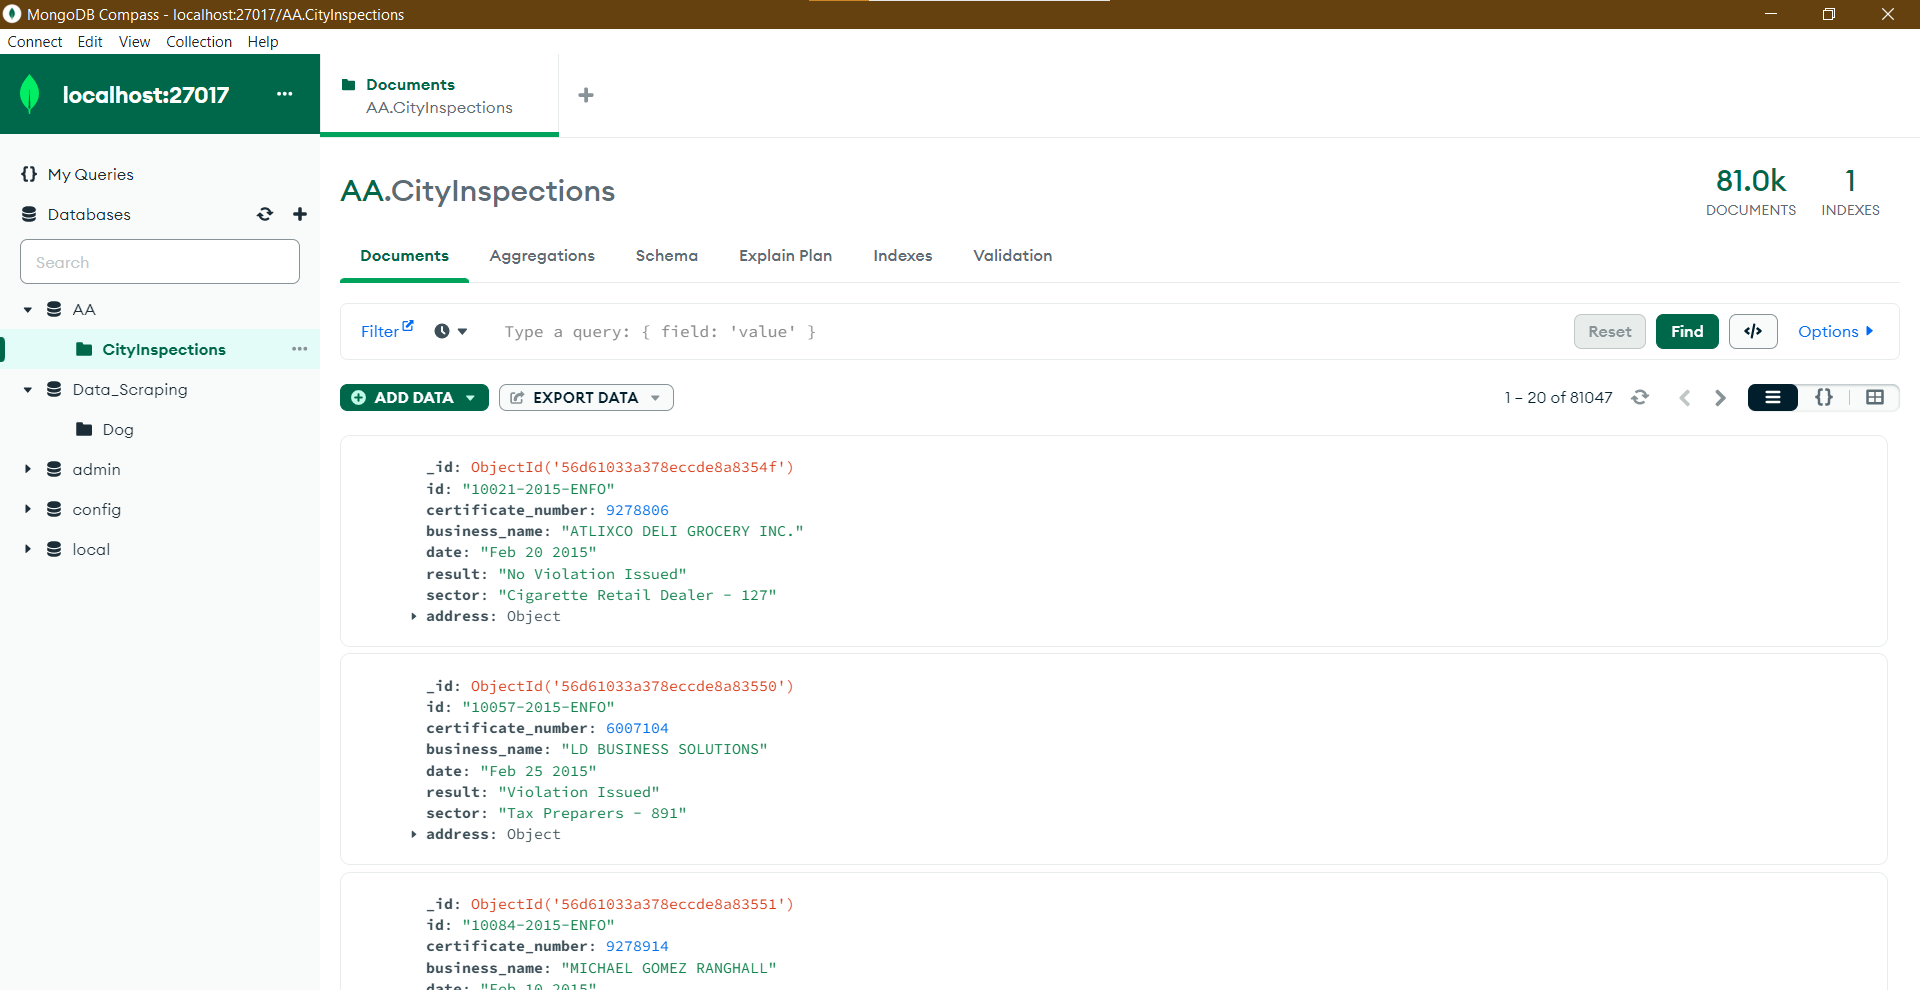 MongoDB Compass - localhost:27017/AA.CityInspections
Connect Edit View Collection Help
localhost:27017 ...
Documents
AA.CityInspections
+
{} My Queries
Databases
Search
AA
CityInspections ...
Data_Scraping
Dog
admin
config
local
AA.CityInspections
81.0k
DOCUMENTS
1
INDEXES
Documents Aggregations Schema Explain Plan Indexes Validation
Filter Type a query: { field: 'value' } Reset Find </> Options
ADD DATA EXPORT DATA 1 – 20 of 81047 {}
_id: ObjectId('56d61033a378eccde8a8354f')
id: "10021-2015-ENFO"
certificate_number: 9278806
business_name: "ATLIXCO DELI GROCERY INC."
date: "Feb 20 2015"
result: "No Violation Issued"
sector: "Cigarette Retail Dealer - 127"
address: Object
_id: ObjectId('56d61033a378eccde8a83550')
id: "10057-2015-ENFO"
certificate_number: 6007104
business_name: "LD BUSINESS SOLUTIONS"
date: "Feb 25 2015"
result: "Violation Issued"
sector: "Tax Preparers - 891"
address: Object
_id: ObjectId('56d61033a378eccde8a83551')
id: "10084-2015-ENFO"
certificate_number: 9278914
business_name: "MICHAEL GOMEZ RANGHALL"
date: "Feb 10 2015"